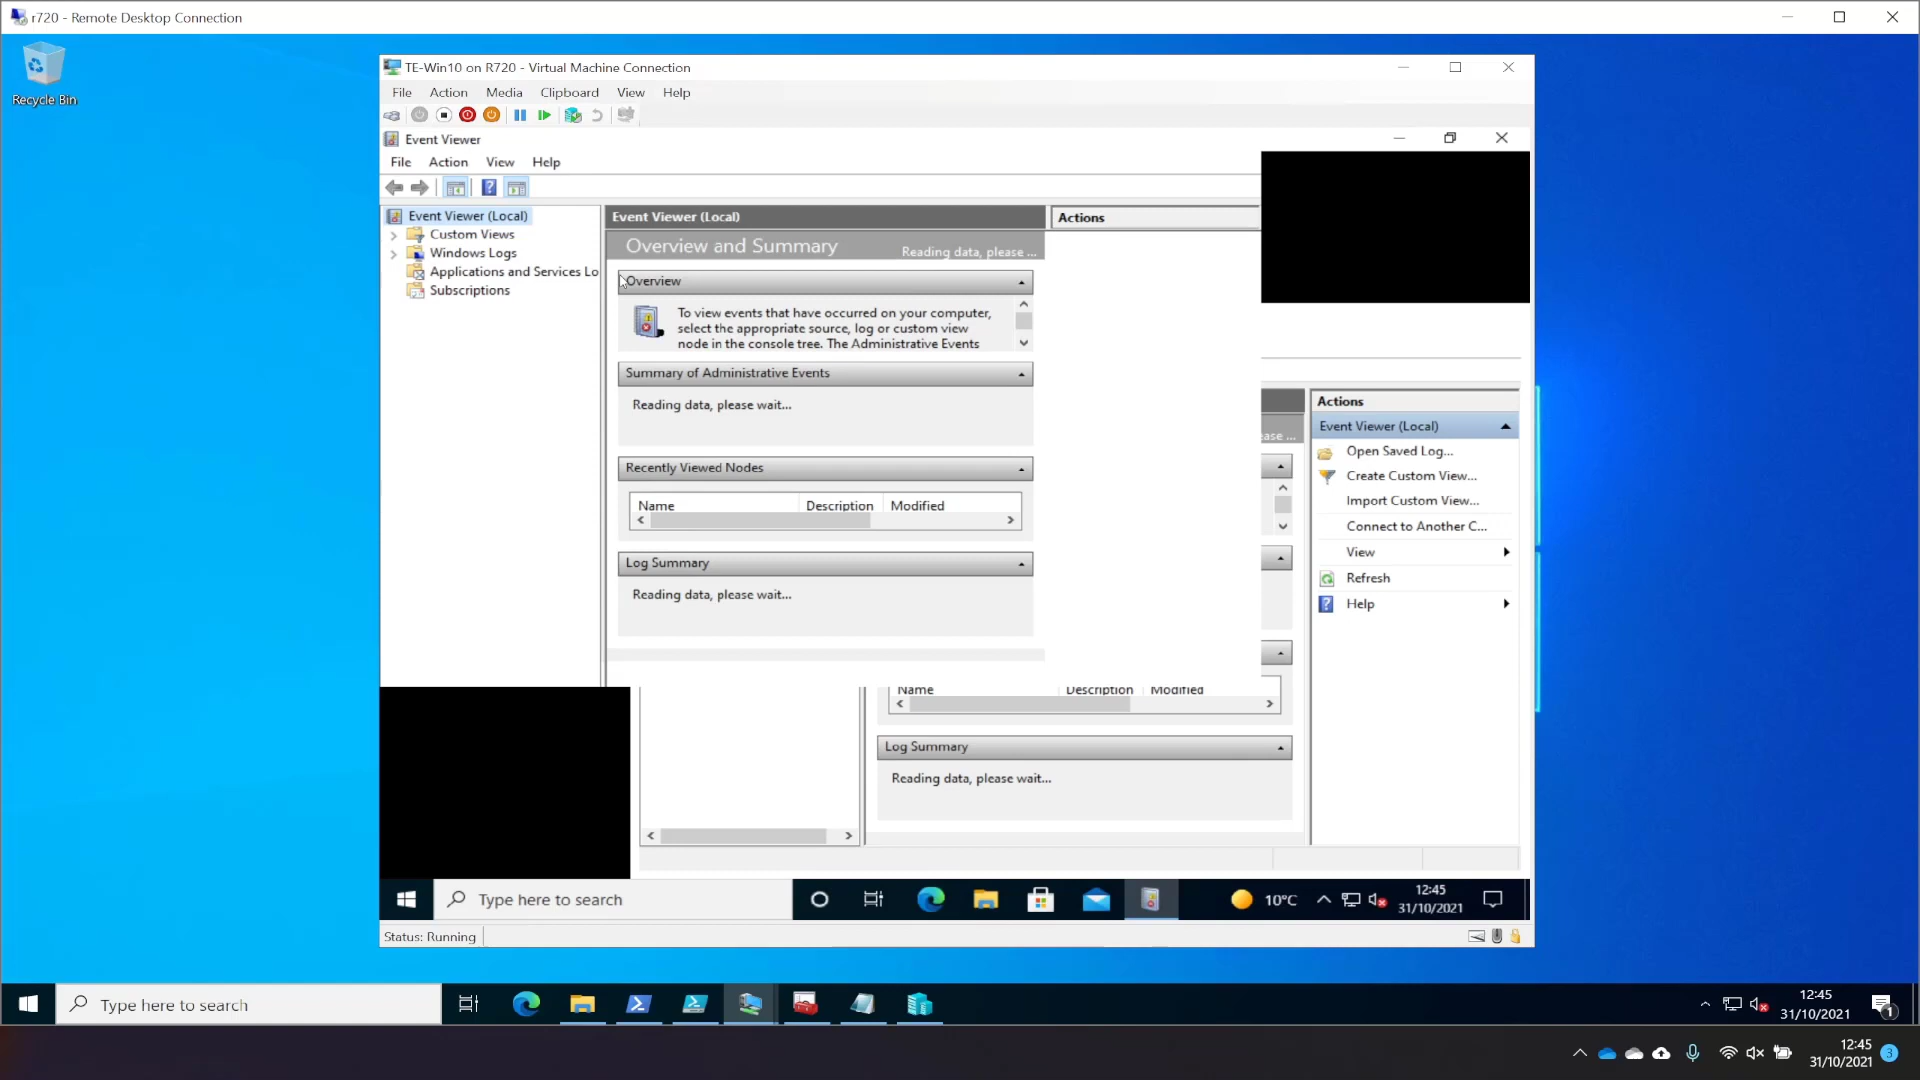 r720 - Remote Desktop Connection
Recycle Bin
TE-Win10 on R720 - Virtual Machine Connection
File Action Media Clipboard View Help
Event Viewer
File Action View Help
Event Viewer (Local)
Custom Views
Windows Logs
Applications and Services Lo
Subscriptions
Event Viewer (Local)
Overview and Summary
Reading data, please ...
Overview
To view events that have occurred on your computer,
select the appropriate source, log or custom view
node in the console tree. The Administrative Events
Summary of Administrative Events
Reading data, please wait...
Recently Viewed Nodes
Name Description Modified
Log Summary
Reading data, please wait...
Actions
ease ...
Actions
Event Viewer (Local)
Open Saved Log...
Create Custom View...
Import Custom View...
Connect to Another C...
View
Refresh
Help
Name Description Modified
Log Summary
Reading data, please wait...
Type here to search
10°C
12:45
31/10/2021
Status: Running
Type here to search
12:45
31/10/2021
1
12:45
31/10/2021
3